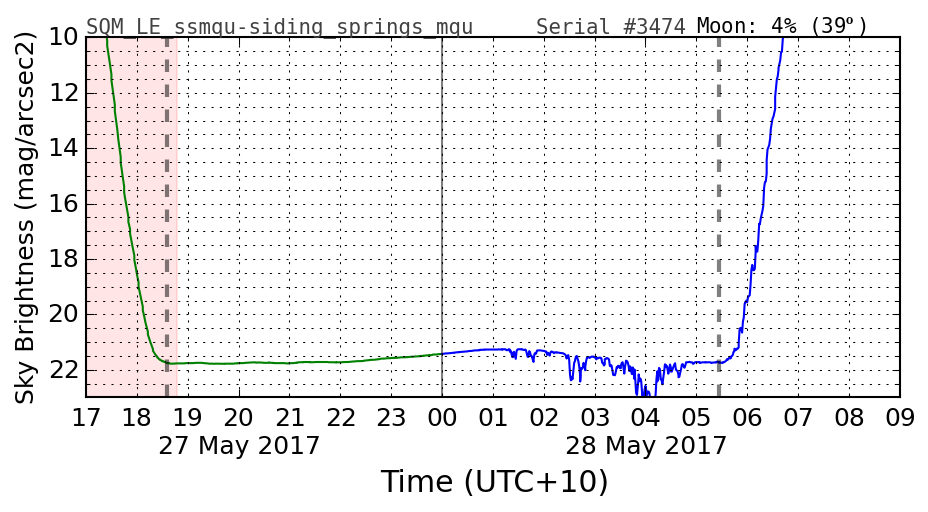 SQM_LE_ssmqu-siding_springs_mqu Serial #3474 Moon: 4% (39º)
Sky Brightness (mag/arcsec2)
10
12
14
16
18
20
22
17 18 19 20 21 22 23 00 01 02 03 04 05 06 07 08 09
27 May 2017 28 May 2017
Time (UTC+10)